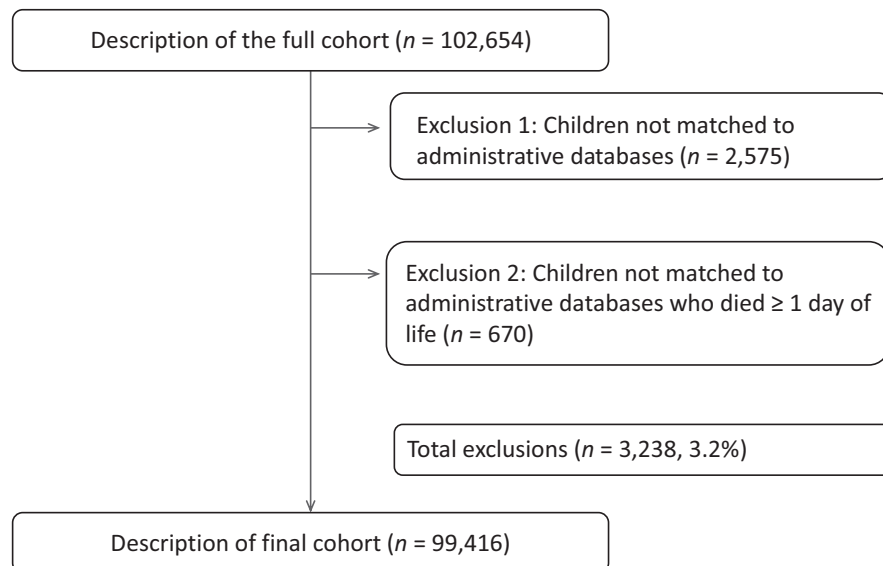 Description of the full cohort (n = 102,654)
Exclusion 1: Children not matched to
administrative databases (n = 2,575)
Exclusion 2: Children not matched to
administrative databases who died ≥ 1 day of
life (n = 670)
Total exclusions (n = 3,238, 3.2%)
Description of final cohort (n = 99,416)